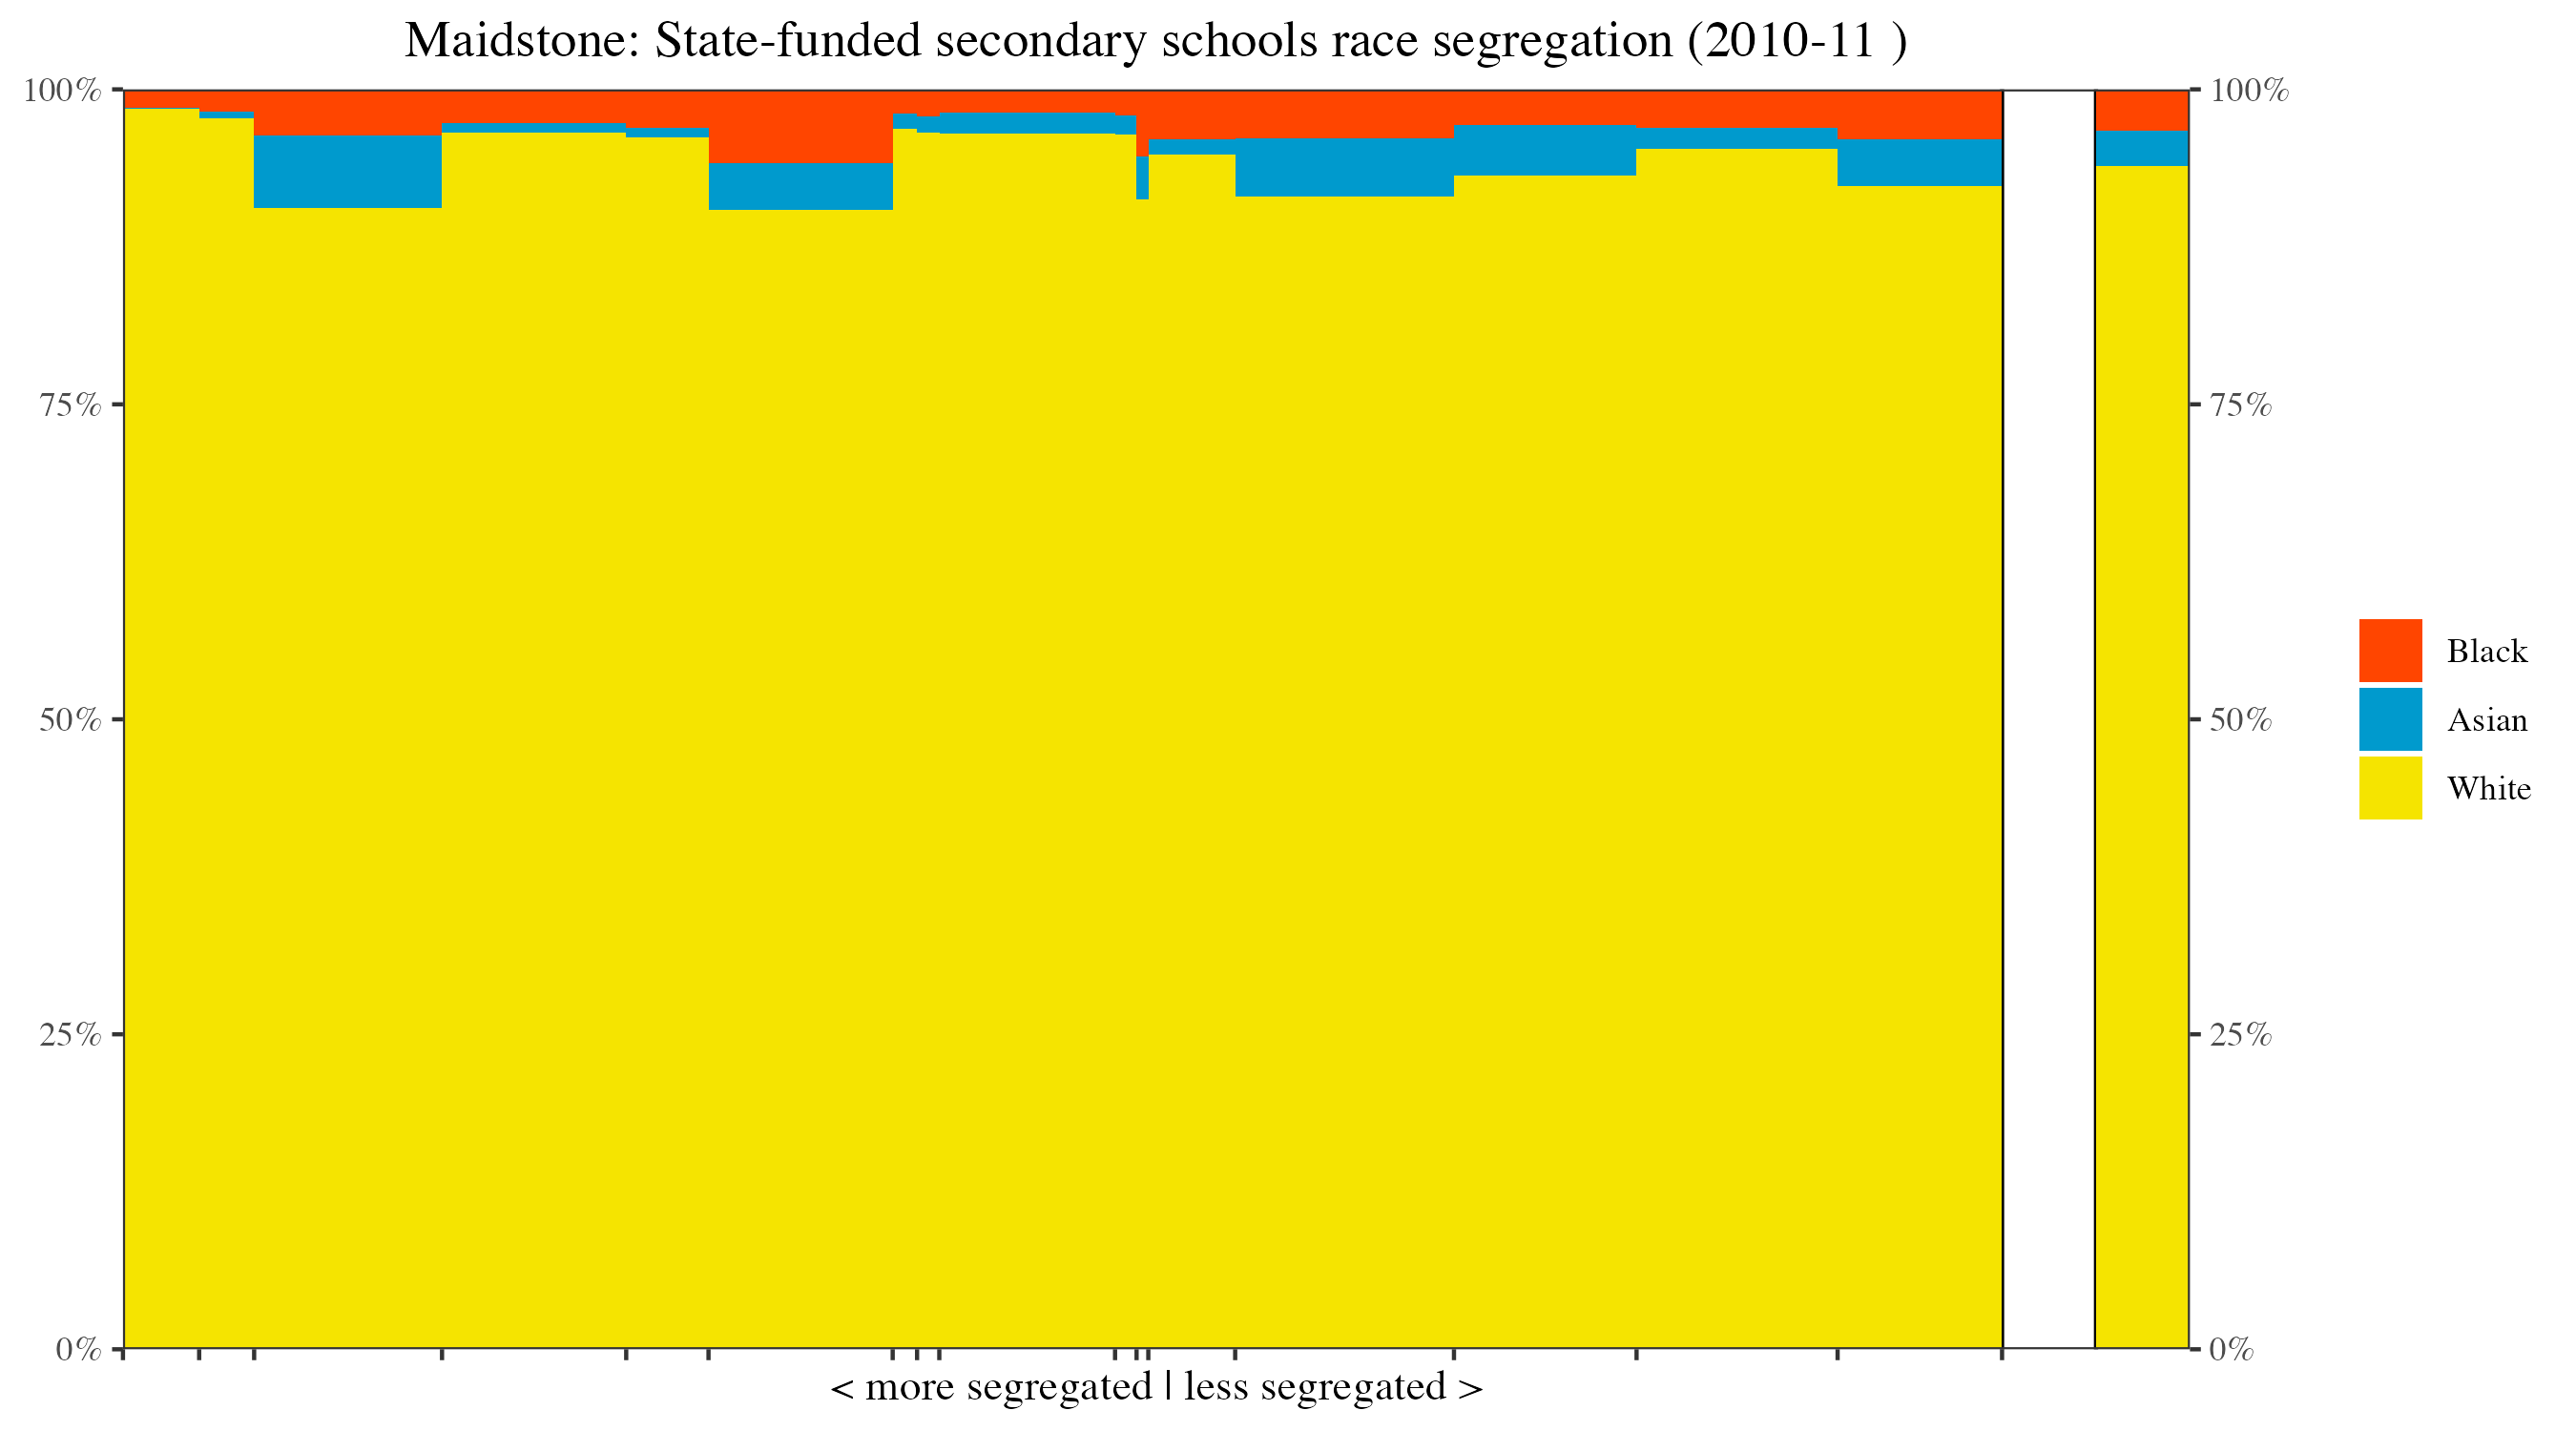 Maidstone: State-funded secondary schools race segregation (2010-11 )
100%
75%
50%
25%
0%
100%
75%
50%
25%
0%
Black
Asian
White
< more segregated | less segregated >